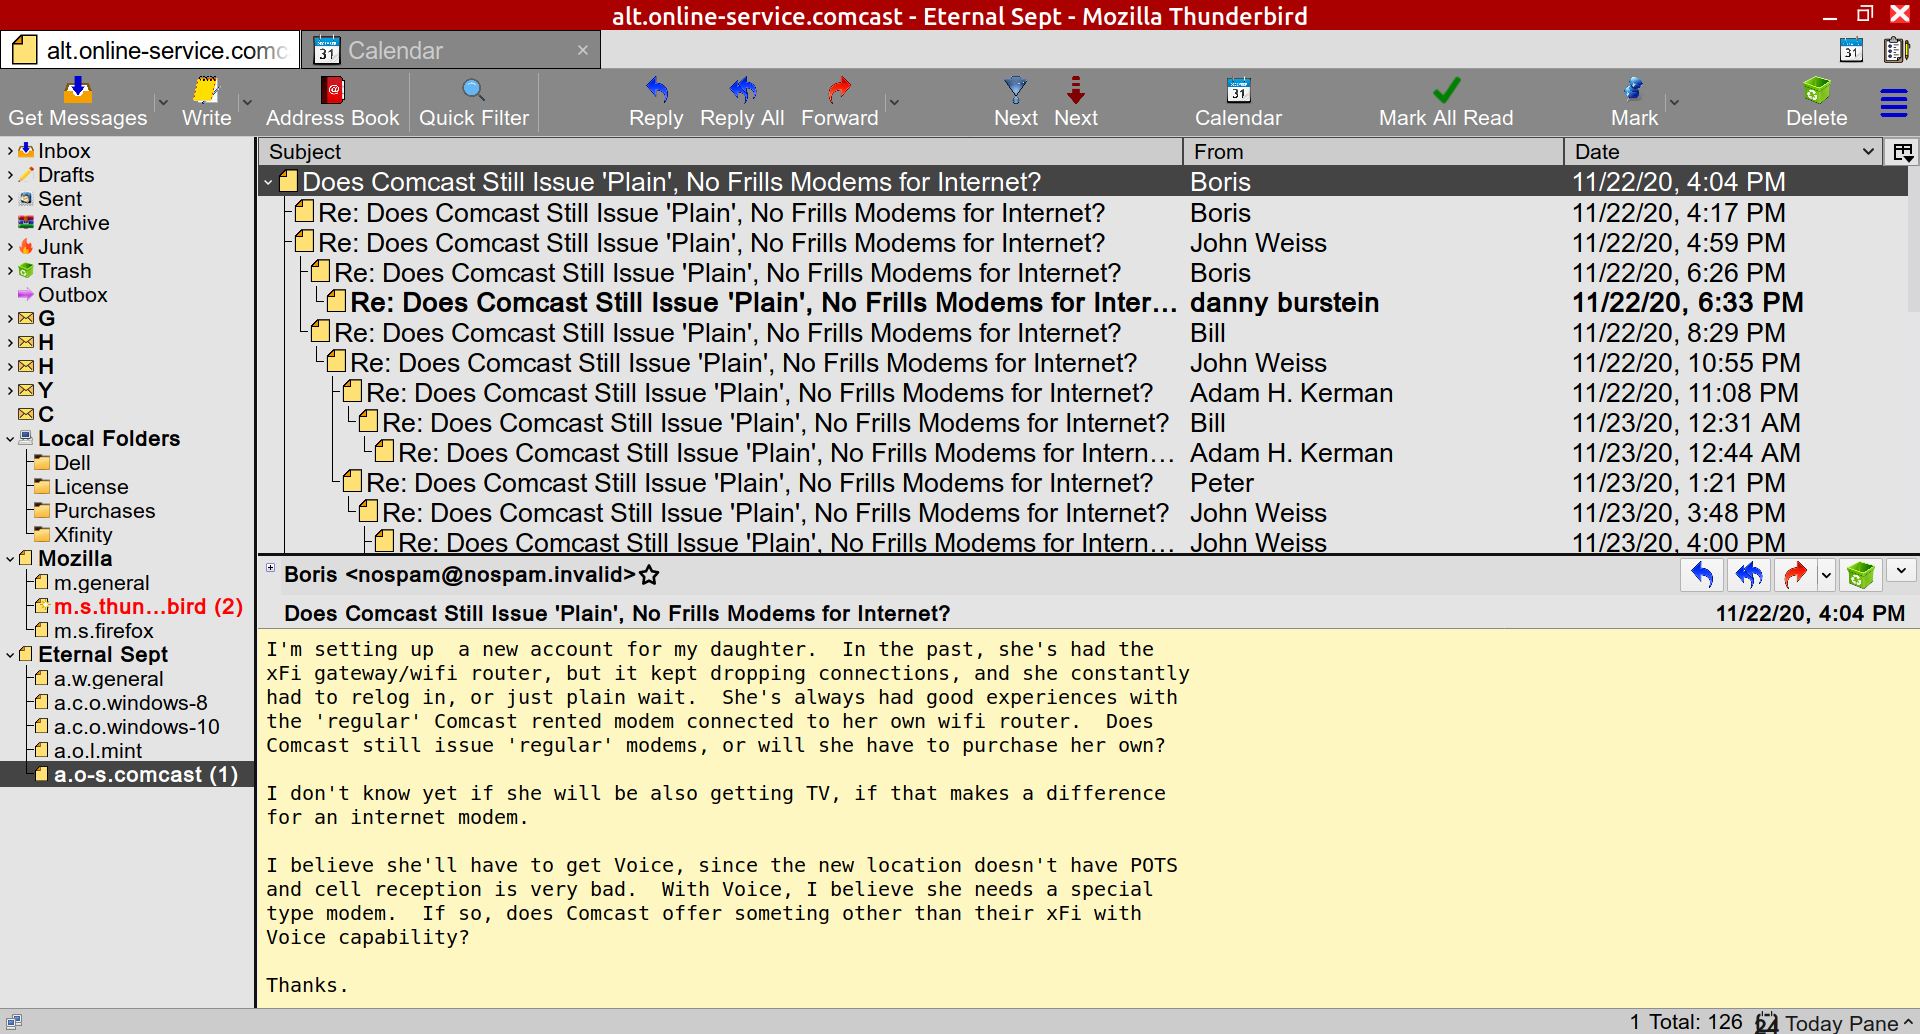 alt.online-service.comcast - Eternal Sept - Mozilla Thunderbird
alt.online-service.comc
31 Calendar ×
31
Get Messages Write Address Book Quick Filter Reply Reply All Forward Next Next Calendar Mark All Read Mark Delete
Subject From Date
Does Comcast Still Issue 'Plain', No Frills Modems for Internet? Boris 11/22/20, 4:04 PM
Re: Does Comcast Still Issue 'Plain', No Frills Modems for Internet? Boris 11/22/20, 4:17 PM
Re: Does Comcast Still Issue 'Plain', No Frills Modems for Internet? John Weiss 11/22/20, 4:59 PM
Re: Does Comcast Still Issue 'Plain', No Frills Modems for Internet? Boris 11/22/20, 6:26 PM
Re: Does Comcast Still Issue 'Plain', No Frills Modems for Inter… danny burstein 11/22/20, 6:33 PM
Re: Does Comcast Still Issue 'Plain', No Frills Modems for Internet? Bill 11/22/20, 8:29 PM
Re: Does Comcast Still Issue 'Plain', No Frills Modems for Internet? John Weiss 11/22/20, 10:55 PM
Re: Does Comcast Still Issue 'Plain', No Frills Modems for Internet? Adam H. Kerman 11/22/20, 11:08 PM
Re: Does Comcast Still Issue 'Plain', No Frills Modems for Internet? Bill 11/23/20, 12:31 AM
Re: Does Comcast Still Issue 'Plain', No Frills Modems for Intern… Adam H. Kerman 11/23/20, 12:44 AM
Re: Does Comcast Still Issue 'Plain', No Frills Modems for Internet? Peter 11/23/20, 1:21 PM
Re: Does Comcast Still Issue 'Plain', No Frills Modems for Internet? John Weiss 11/23/20, 3:48 PM
Re: Does Comcast Still Issue 'Plain', No Frills Modems for Intern… John Weiss 11/23/20, 4:00 PM
Inbox
Drafts
Sent
Archive
Junk
Trash
Outbox
G
H
H
Y
C
Local Folders
Dell
License
Purchases
Xfinity
Mozilla
m.general
m.s.thun…bird (2)
m.s.firefox
Eternal Sept
a.w.general
a.c.o.windows-8
a.c.o.windows-10
a.o.l.mint
a.o-s.comcast (1)
Boris <nospam@nospam.invalid>
Does Comcast Still Issue 'Plain', No Frills Modems for Internet? 11/22/20, 4:04 PM
I'm setting up  a new account for my daughter.  In the past, she's had the
xFi gateway/wifi router, but it kept dropping connections, and she constantly
had to relog in, or just plain wait.  She's always had good experiences with
the 'regular' Comcast rented modem connected to her own wifi router.  Does
Comcast still issue 'regular' modems, or will she have to purchase her own?
I don't know yet if she will be also getting TV, if that makes a difference
for an internet modem.
I believe she'll have to get Voice, since the new location doesn't have POTS
and cell reception is very bad.  With Voice, I believe she needs a special
type modem.  If so, does Comcast offer someting other than their xFi with
Voice capability?
Thanks.
1 Total: 126 24 Today Pane